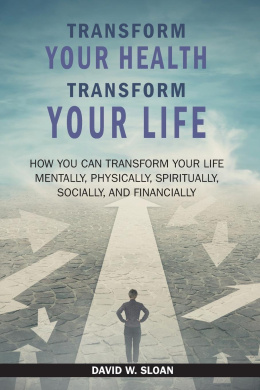 TRANSFORM
YOUR HEALTH
TRANSFORM
YOUR LIFE
HOW YOU CAN TRANSFORM YOUR LIFE
MENTALLY, PHYSICALLY, SPIRITUALLY,
SOCIALLY, AND FINANCIALLY
DAVID W. SLOAN